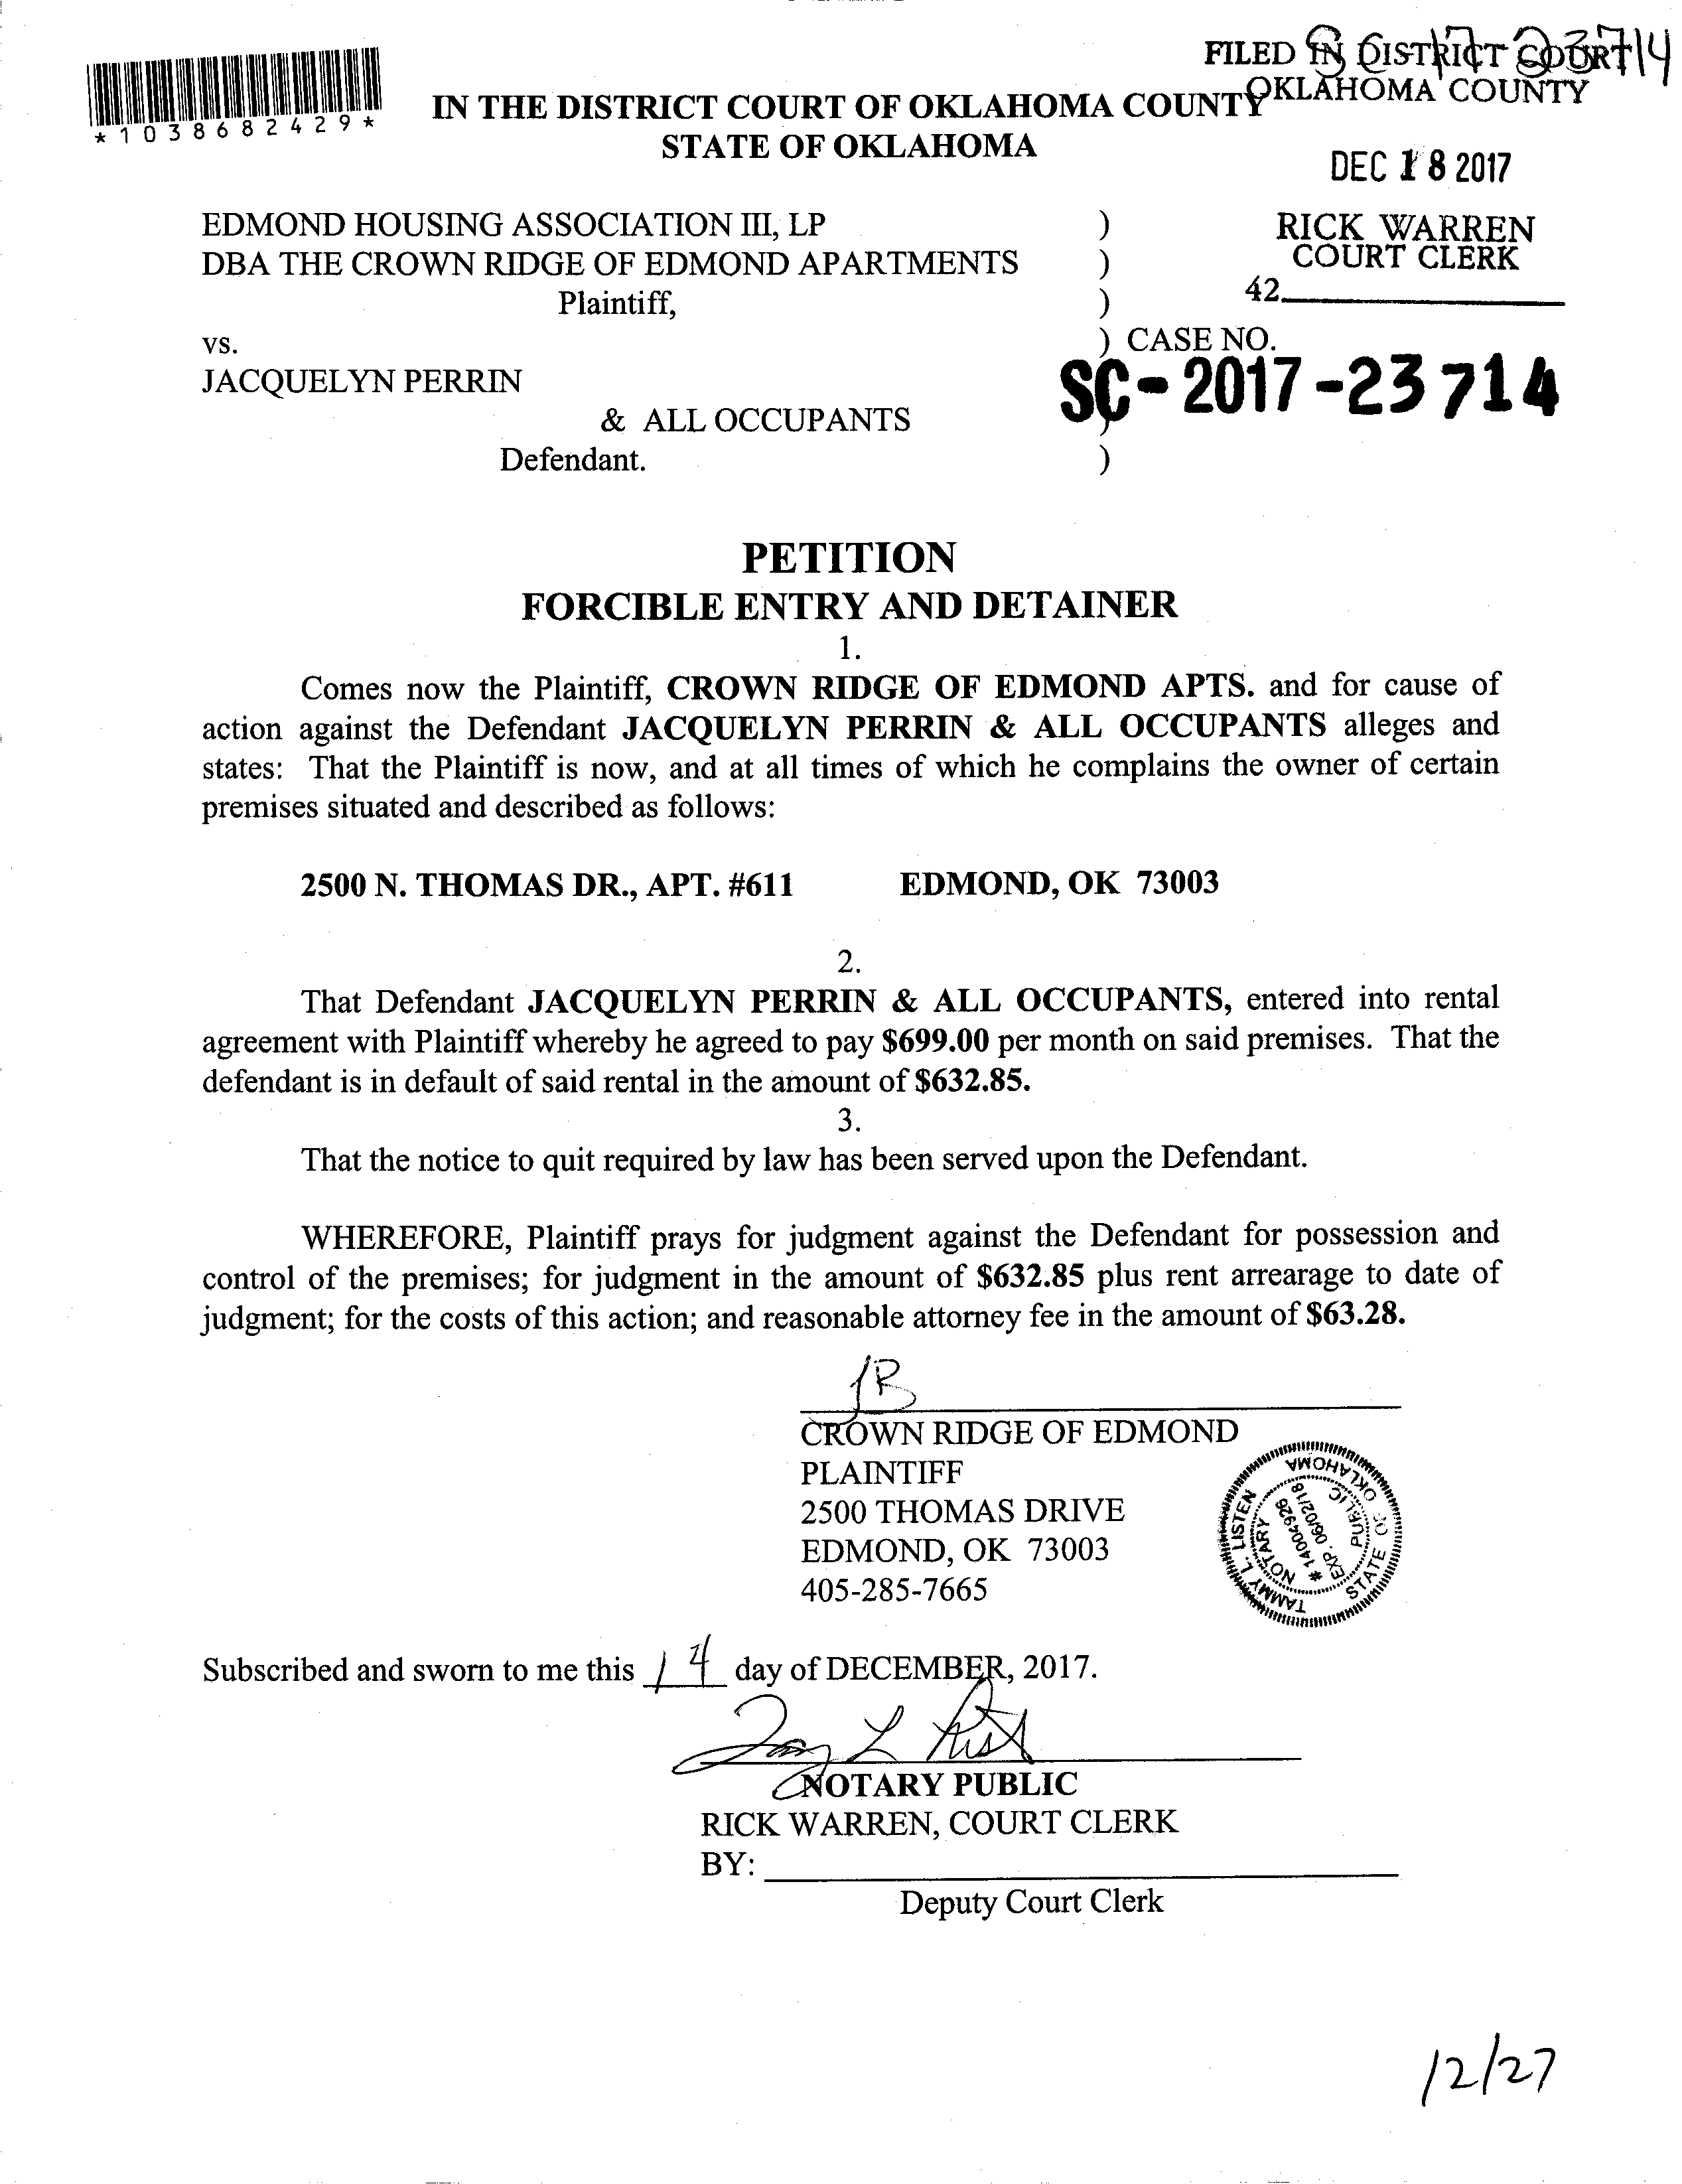 FILED IN DISTRICT COURT
OKLAHOMA COUNTY
*1038682429*
IN THE DISTRICT COURT OF OKLAHOMA COUNTY
STATE OF OKLAHOMA
DEC 18 2017
EDMOND HOUSING ASSOCIATION III, LP )
DBA THE CROWN RIDGE OF EDMOND APARTMENTS )
Plaintiff, )
RICK WARREN
COURT CLERK
42
vs. ) CASE NO.
JACQUELYN PERRIN
SC-2017-23714
& ALL OCCUPANTS )
Defendant. )
PETITION
FORCIBLE ENTRY AND DETAINER
1.
Comes now the Plaintiff, CROWN RIDGE OF EDMOND APTS. and for cause of
action against the Defendant JACQUELYN PERRIN & ALL OCCUPANTS alleges and
states: That the Plaintiff is now, and at all times of which he complains the owner of certain
premises situated and described as follows:
2500 N. THOMAS DR., APT. #611 EDMOND, OK 73003
2.
That Defendant JACQUELYN PERRIN & ALL OCCUPANTS, entered into rental
agreement with Plaintiff whereby he agreed to pay $699.00 per month on said premises. That the
defendant is in default of said rental in the amount of $632.85.
3.
That the notice to quit required by law has been served upon the Defendant.
WHEREFORE, Plaintiff prays for judgment against the Defendant for possession and
control of the premises; for judgment in the amount of $632.85 plus rent arrearage to date of
judgment; for the costs of this action; and reasonable attorney fee in the amount of $63.28.
JB
CROWN RIDGE OF EDMOND
PLAINTIFF
2500 THOMAS DRIVE
EDMOND, OK 73003
405-285-7665
TAMMY L. LISTEN
NOTARY PUBLIC
# 14004926
EXP. 06/02/18
STATE OF OKLAHOMA
Subscribed and sworn to me this 14 day of DECEMBER, 2017.
NOTARY PUBLIC
RICK WARREN, COURT CLERK
BY:
Deputy Court Clerk
12/27